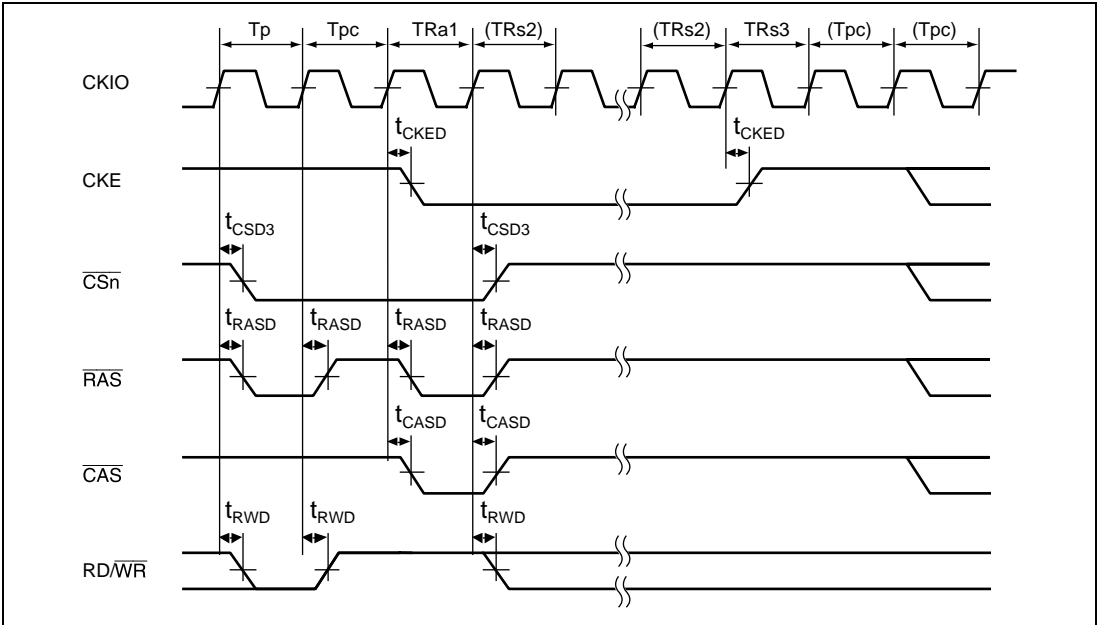 Tp Tpc TRa1 (TRs2) (TRs2) TRs3 (Tpc) (Tpc)
CKIO
tCKED tCKED
CKE
tCSD3 tCSD3
CSn
tRASD tRASD tRASD tRASD
RAS
tCASD tCASD
CAS
tRWD tRWD tRWD
RD/WR